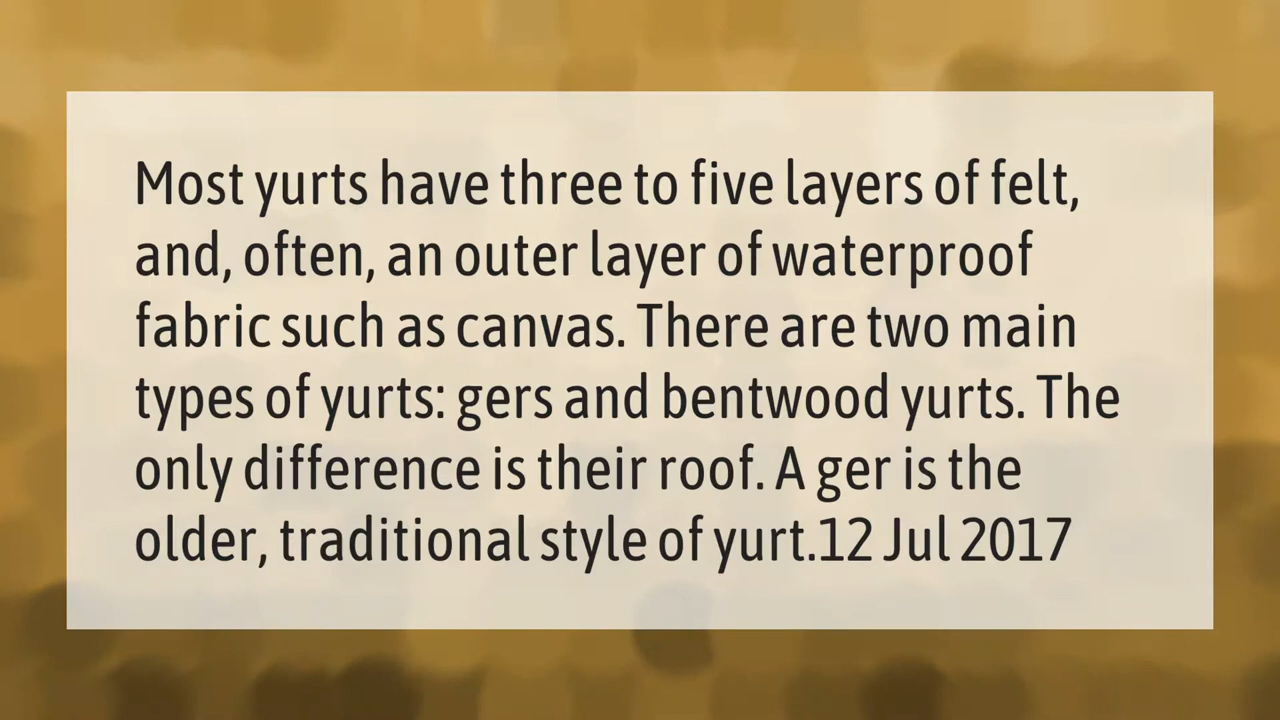 Most yurts have three to five layers of felt,
and, often, an outer layer of waterproof
fabric such as canvas. There are two main
types of yurts: gers and bentwood yurts. The
only difference is their roof. A ger is the
older, traditional style of yurt.12 Jul 2017